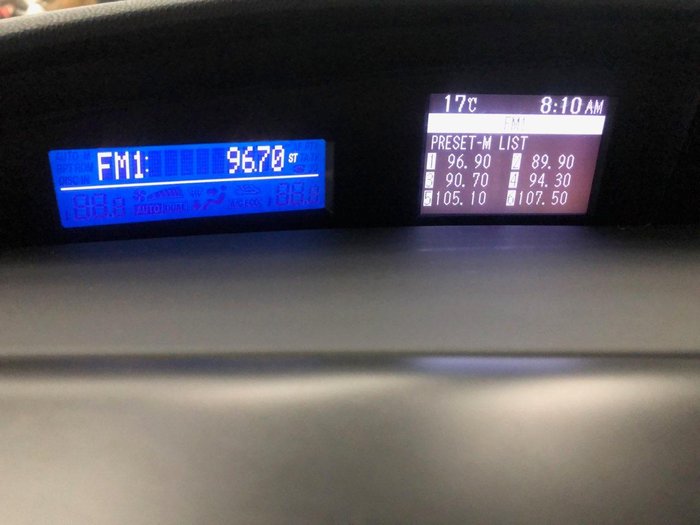 FM1: 96.70 ST
AUTO DUAL
17℃ 8:10 AM
FM1
PRESET-M LIST
1 96.90 2 89.90
3 90.70 4 94.30
5 105.10 6 107.50